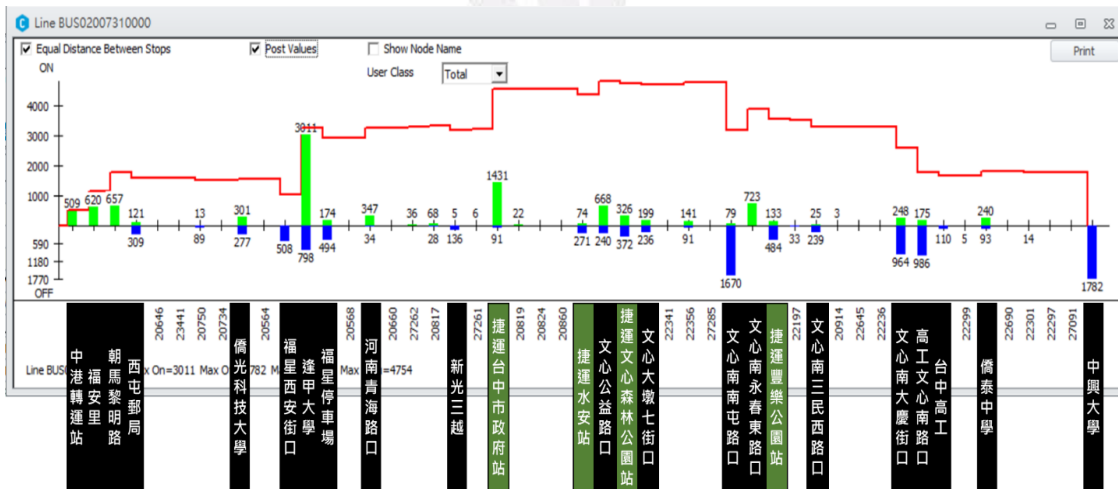 Line BUS02007310000
Equal Distance Between Stops
Post Values
Show Node Name
Print
ON
User Class
Total
4000
3000
2000
1000
590
1180
1770
OFF
509
620
657
121
309
13
89
301
277
508
3011
798
174
494
347
34
36
68
28
5
136
6
1431
91
22
74
271
668
240
326
372
199
236
141
91
79
1670
723
133
484
33
25
239
3
248
964
175
986
110
5
240
93
14
1782
中港轉運站
福安里
朝馬黎明路
西屯郵局
20646
23441
20750
20734
僑光科技大學
20564
福星西安街口
逢甲大學
福星停車場
20568
河南青海路口
20660
27262
20817
新光三越
27261
捷運台中市政府站
20819
20824
20860
捷運水安站
文心公益路口
捷運文心森林公園站
文心大墩七街口
22341
22356
27285
文心南南屯路口
文心南永春東路口
捷運豐樂公園站
22197
文心南三民西路口
20914
22645
22236
文心南大慶街口
高工文心南路口
台中高工
22299
僑泰中學
22690
22301
22297
27091
中興大學
Line BUS
x On=3011 Max O
782 M
Max
=4754